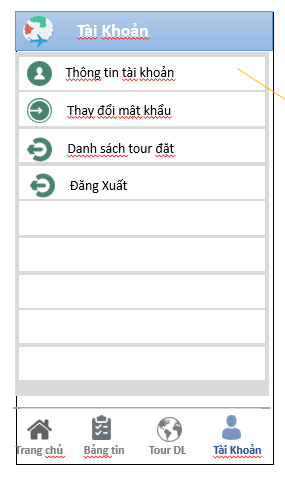 Tài Khoản
Thông tin tài khoản
Thay đổi mật khẩu
Danh sách tour đặt
Đăng Xuất
Trang chủ Bảng tin Tour DL Tài Khoản